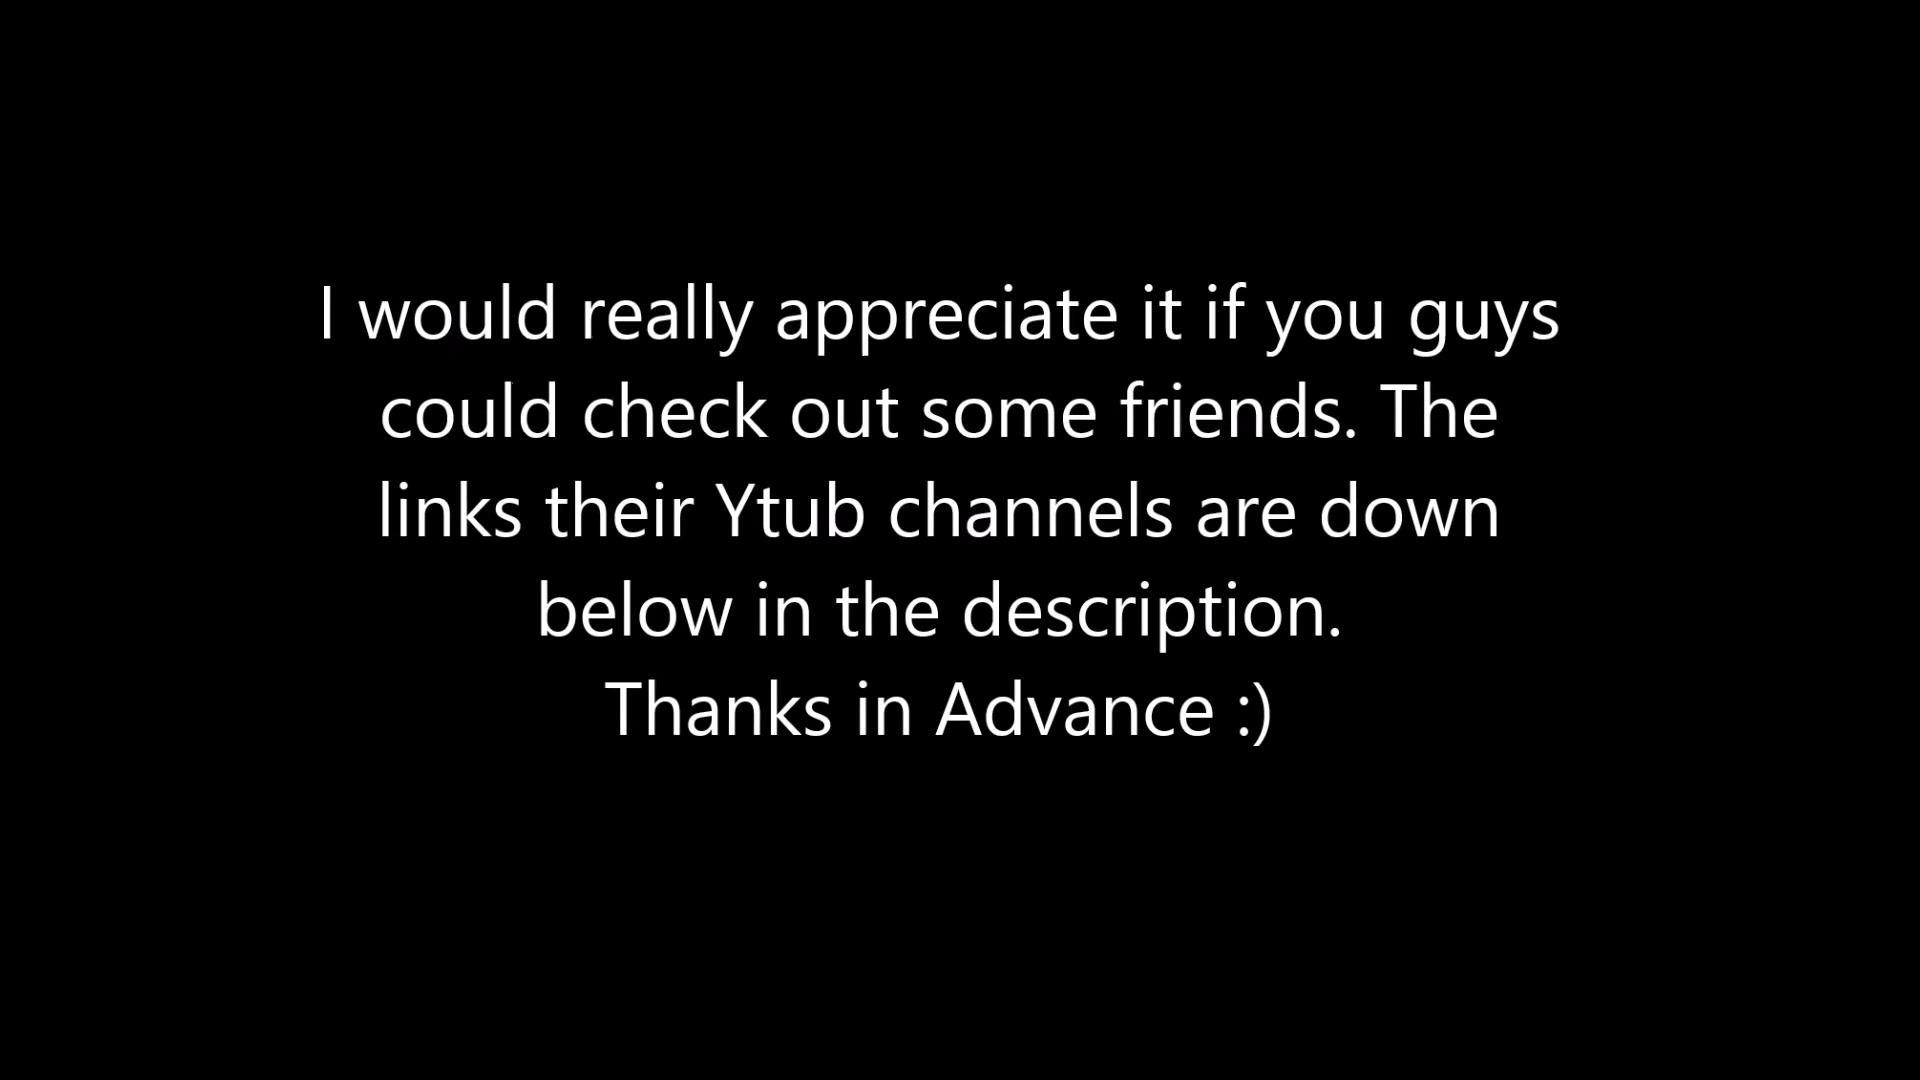 I would really appreciate it if you guys
could check out some friends. The
links their Ytub channels are down
below in the description.
Thanks in Advance :)